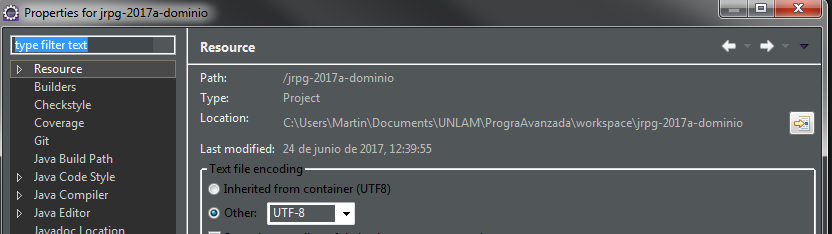 Properties for jrpg-2017a-dominio
type filter text
Resource
Builders
Checkstyle
Coverage
Git
Java Build Path
Java Code Style
Java Compiler
Java Editor
Javadoc Location
Resource
Path: /jrpg-2017a-dominio
Type: Project
Location: C:\Users\Martin\Documents\UNLAM\PrograAvanzada\workspace\jrpg-2017a-dominio
Last modified: 24 de junio de 2017, 12:39:55
Text file encoding
Inherited from container (UTF8)
Other: UTF-8